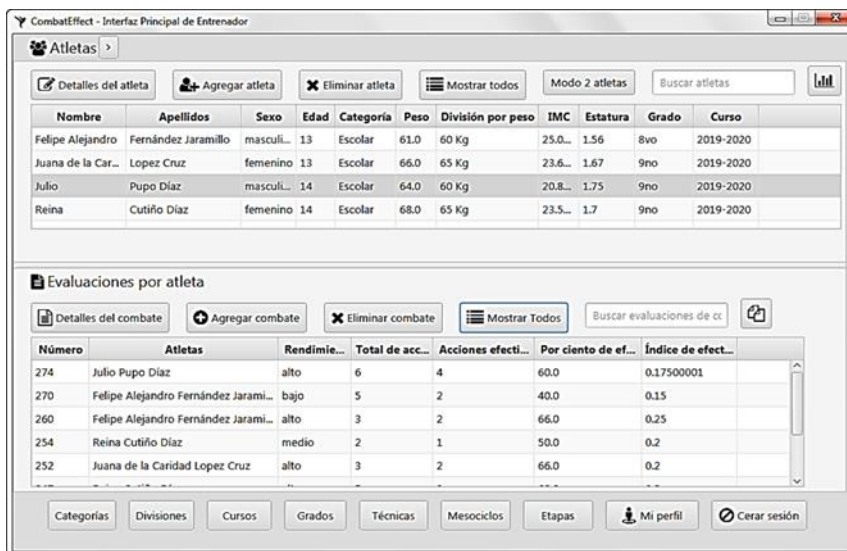 CombatEffect - Interfaz Principal de Entrenador
Atletas >
Detalles del atleta Agregar atleta Eliminar atleta Mostrar todos Modo 2 atletas Buscar atletas
Nombre Apellidos Sexo Edad Categoría Peso División por peso IMC Estatura Grado Curso
Felipe Alejandro Fernández Jaramillo masculi... 13 Escolar 61.0 60 Kg 25.0... 1.56 8vo 2019-2020
Juana de la Car... Lopez Cruz femenino 13 Escolar 66.0 65 Kg 23.6... 1.67 9no 2019-2020
Julio Pupo Díaz masculi... 14 Escolar 64.0 60 Kg 20.8... 1.75 9no 2019-2020
Reina Cutiño Díaz femenino 14 Escolar 68.0 65 Kg 23.5... 1.7 9no 2019-2020
Evaluaciones por atleta
Detalles del combate Agregar combate Eliminar combate Mostrar Todos Buscar evaluaciones de cc
Número Atletas Rendimie... Total de acc... Acciones efecti... Por ciento de ef... Índice de efect...
274 Julio Pupo Díaz alto 6 4 60.0 0.17500001
270 Felipe Alejandro Fernández Jarami... bajo 5 2 40.0 0.15
260 Felipe Alejandro Fernández Jarami... alto 3 2 66.0 0.25
254 Reina Cutiño Díaz medio 2 1 50.0 0.2
252 Juana de la Caridad Lopez Cruz alto 3 2 66.0 0.2
Categorías Divisiones Cursos Grados Técnicas Mesociclos Etapas Mi perfil Cerar sesión